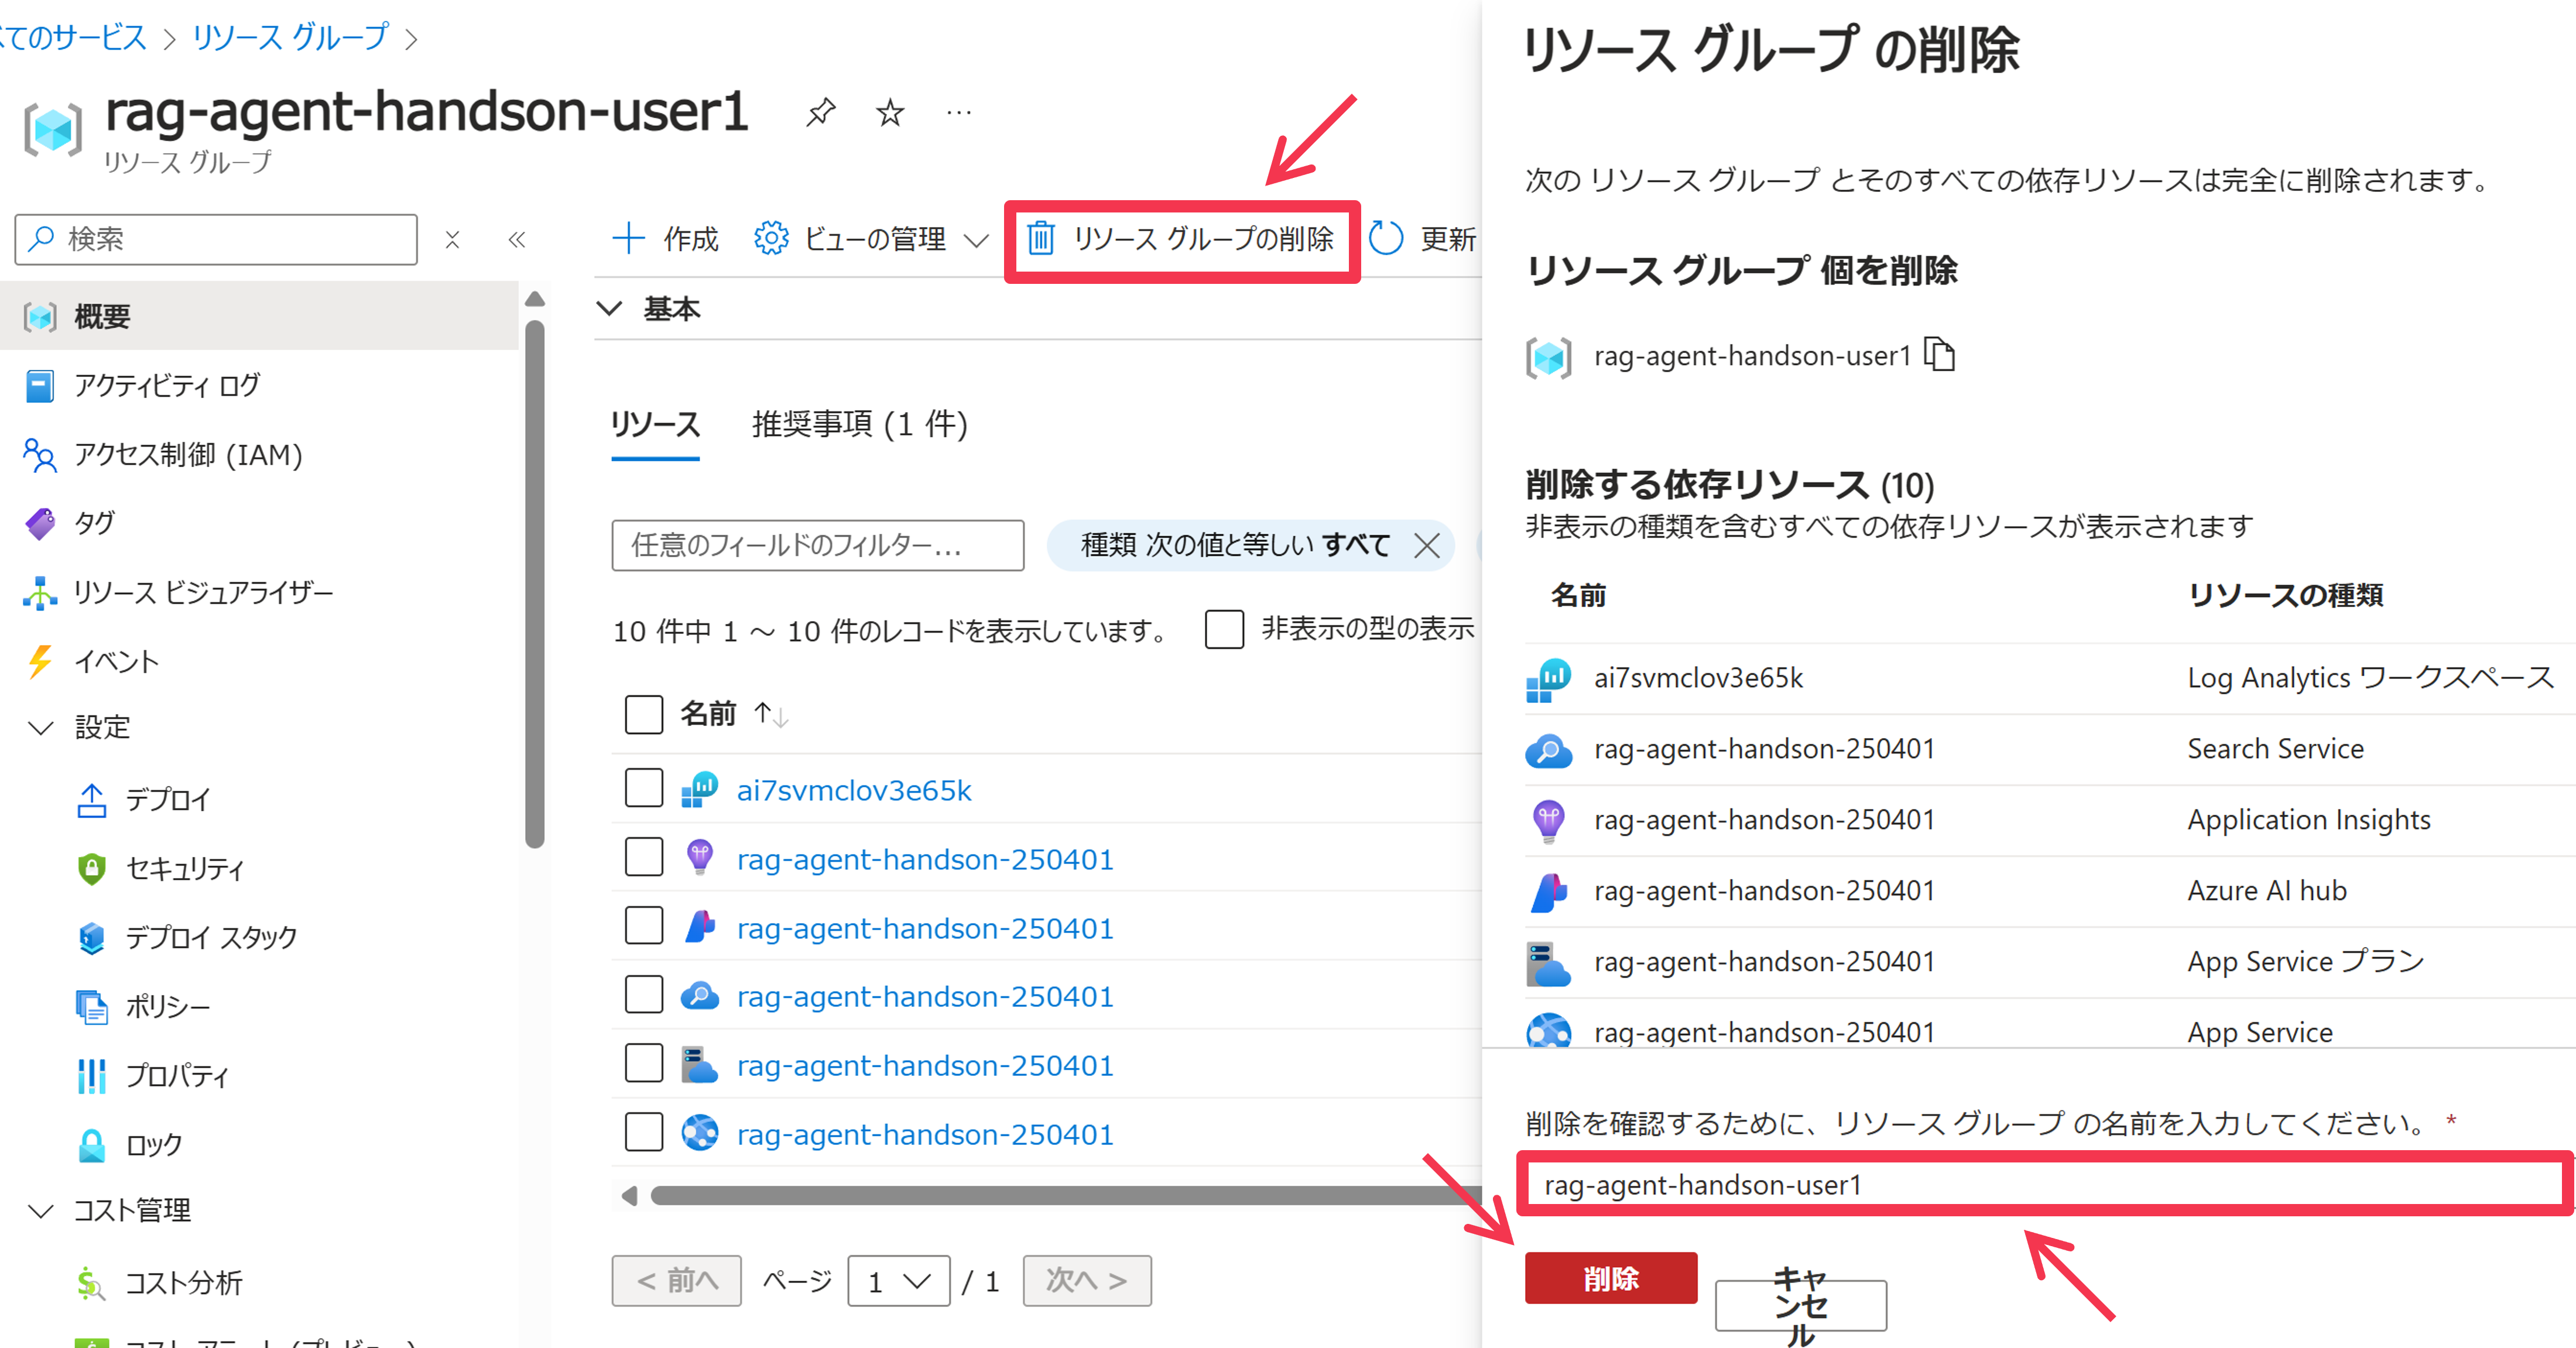 べてのサービス > リソース グループ >
rag-agent-handson-user1
リソース グループ
検索
概要
アクティビティ ログ
アクセス制御 (IAM)
タグ
リソース ビジュアライザー
イベント
設定
デプロイ
セキュリティ
デプロイ スタック
ポリシー
プロパティ
ロック
コスト管理
コスト分析
作成 ビューの管理 リソース グループの削除 更新
基本
リソース 推奨事項 (1 件)
任意のフィールドのフィルター... 種類 次の値と等しい すべて
10 件中 1 ～ 10 件のレコードを表示しています。 非表示の型の表示
名前 ↑↓
ai7svmclov3e65k
rag-agent-handson-250401
rag-agent-handson-250401
rag-agent-handson-250401
rag-agent-handson-250401
rag-agent-handson-250401
< 前へ ページ 1 / 1 次へ >
リソース グループ の削除
次の リソース グループ とそのすべての依存リソースは完全に削除されます。
リソース グループ 個を削除
rag-agent-handson-user1
削除する依存リソース (10)
非表示の種類を含むすべての依存リソースが表示されます
名前 リソースの種類
ai7svmclov3e65k Log Analytics ワークスペース
rag-agent-handson-250401 Search Service
rag-agent-handson-250401 Application Insights
rag-agent-handson-250401 Azure AI hub
rag-agent-handson-250401 App Service プラン
rag-agent-handson-250401 App Service
削除を確認するために、リソース グループ の名前を入力してください。 *
rag-agent-handson-user1
削除
キャ
ンセ
ル